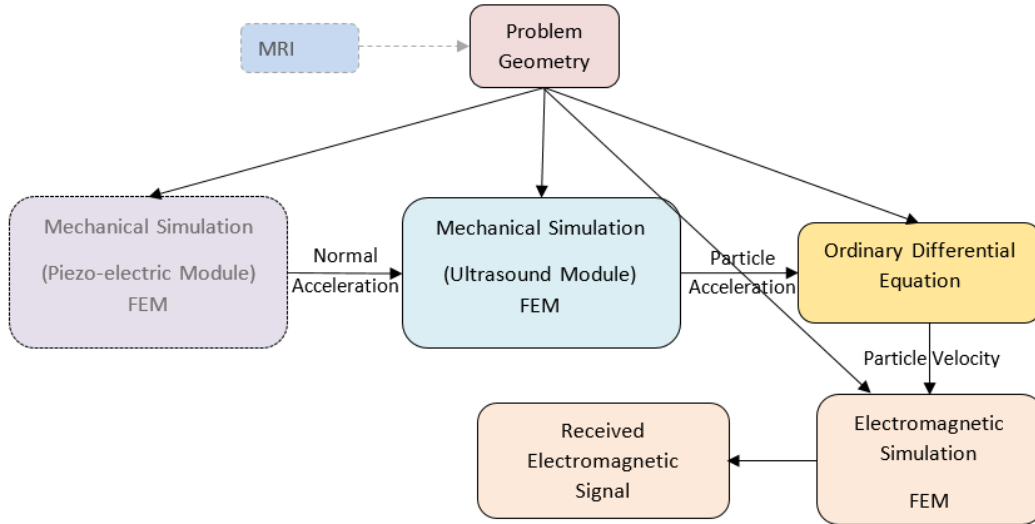 MRI
Problem
Geometry
Mechanical Simulation
(Piezo-electric Module)
FEM
Normal
Acceleration
Mechanical Simulation
(Ultrasound Module)
FEM
Particle
Acceleration
Ordinary Differential
Equation
Particle Velocity
Received
Electromagnetic
Signal
Electromagnetic
Simulation
FEM